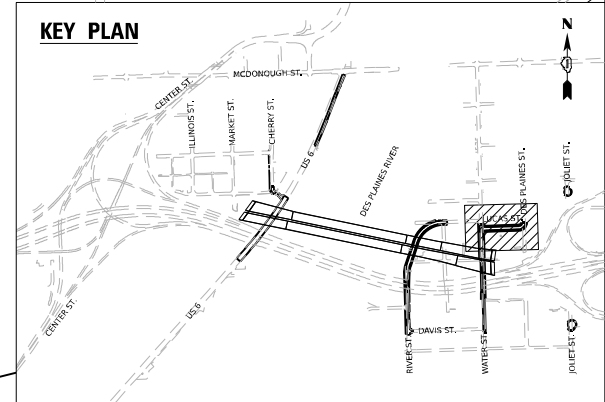 KEY PLAN
N
MCDONOUGH ST.
CENTER ST.
ILLINOIS ST.
MARKET ST.
CHERRY ST.
US 6
DES PLAINES RIVER
DES PLAINES ST.
JOLIET ST.
LUCAS ST.
CENTER ST.
US 6
RIVER ST.
DAVIS ST.
WATER ST.
JOLIET ST.